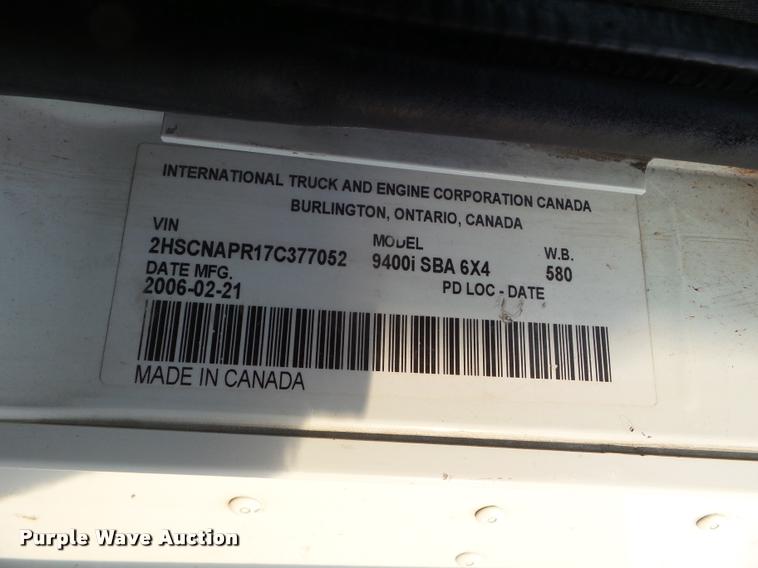 INTERNATIONAL TRUCK AND ENGINE CORPORATION CANADA
BURLINGTON, ONTARIO, CANADA
VIN MODEL W.B.
2HSCNAPR17C377052 9400i SBA 6X4 580
DATE MFG. PD LOC - DATE
2006-02-21
MADE IN CANADA
Purple Wave Auction